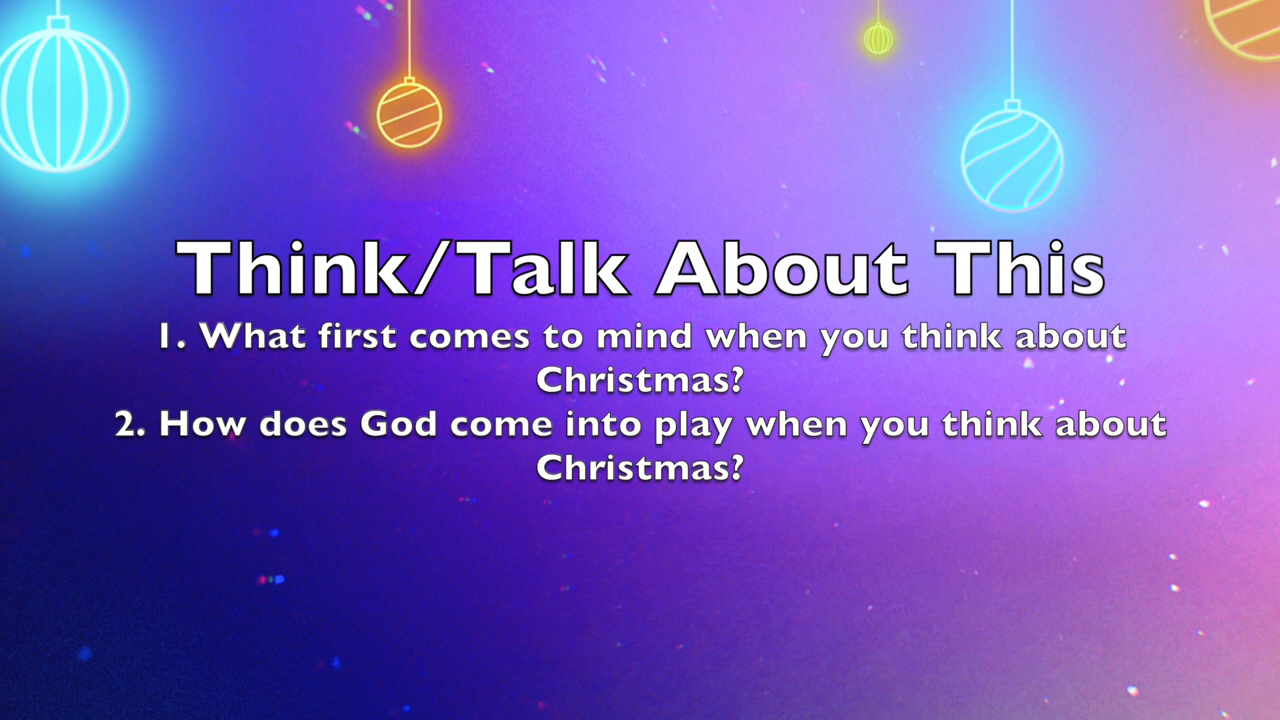 Think/Talk About This
1. What first comes to mind when you think about
Christmas?
2. How does God come into play when you think about
Christmas?